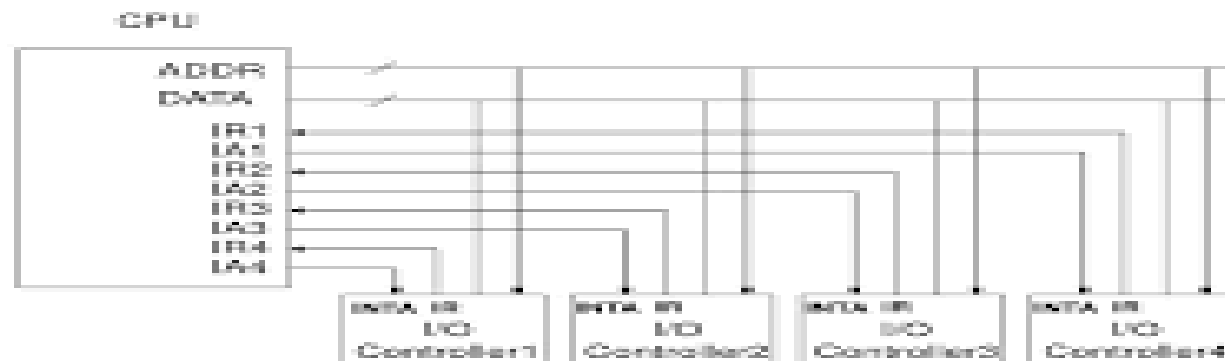 CPU
ADDR
DATA
IR1
IA1
IR2
IA2
IR3
IA3
IR4
IA4
INTA IR INTA IR INTA IR INTA IR
I/O I/O I/O I/O
Controller1 Controller2 Controller3 Controller4